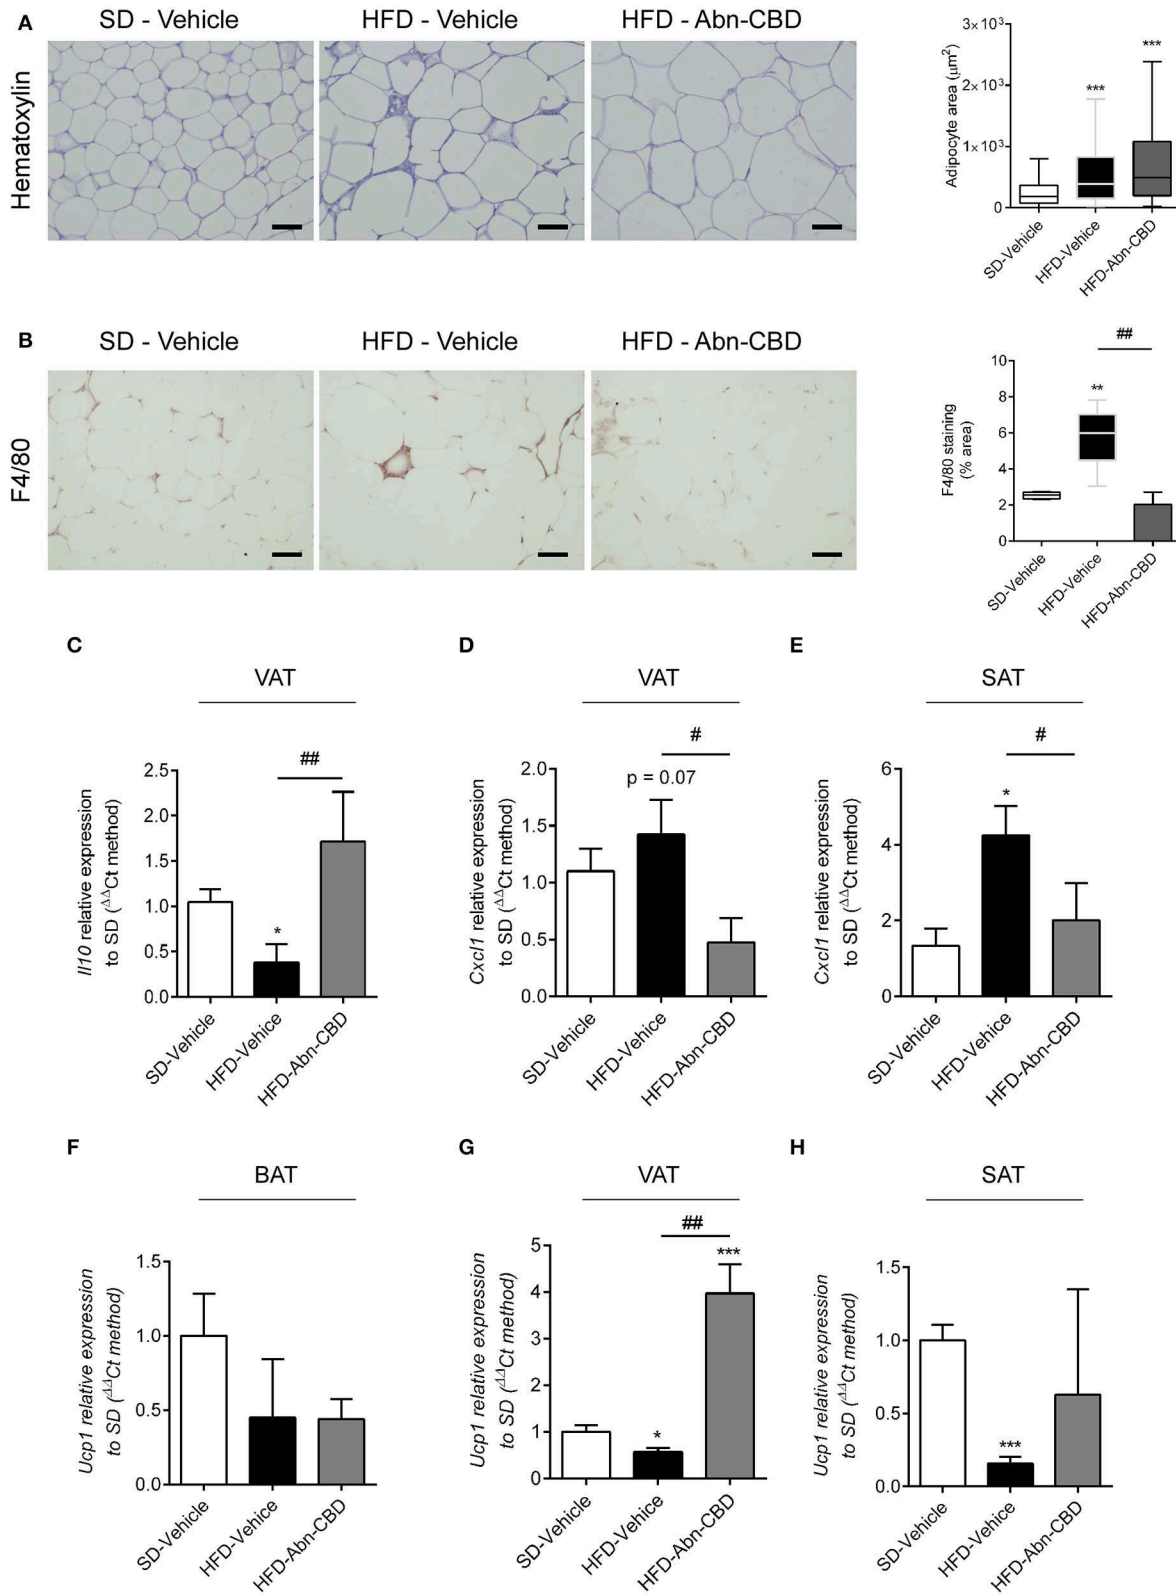 A
SD - Vehicle
HFD - Vehicle
HFD - Abn-CBD
Hematoxylin
Adipocyte area (μm²)
3×10³
2×10³
1×10³
0
***
***
SD-Vehicle
HFD-Vehice
HFD-Abn-CBD
B
SD - Vehicle
HFD - Vehicle
HFD - Abn-CBD
F4/80
F4/80 staining
(% area)
10
8
6
4
2
0
**
##
SD-Vehicle
HFD-Vehice
HFD-Abn-CBD
C
VAT
##
Il10 relative expression
to SD (ΔΔCt method)
2.5
2.0
1.5
1.0
0.5
0.0
*
SD-Vehicle
HFD-Vehice
HFD-Abn-CBD
D
VAT
#
p = 0.07
Cxcl1 relative expression
to SD (ΔΔCt method)
2.0
1.5
1.0
0.5
0.0
SD-Vehicle
HFD-Vehice
HFD-Abn-CBD
E
SAT
#
*
Cxcl1 relative expression
to SD (ΔΔCt method)
6
4
2
0
SD-Vehicle
HFD-Vehice
HFD-Abn-CBD
F
BAT
Ucp1 relative expression
to SD (ΔΔCt method)
1.5
1.0
0.5
0.0
SD-Vehicle
HFD-Vehice
HFD-Abn-CBD
G
VAT
##
***
Ucp1 relative expression
to SD (ΔΔCt method)
5
4
3
2
1
0
*
SD-Vehicle
HFD-Vehice
HFD-Abn-CBD
H
SAT
Ucp1 relative expression
to SD (ΔΔCt method)
1.5
1.0
0.5
0.0
***
SD-Vehicle
HFD-Vehice
HFD-Abn-CBD